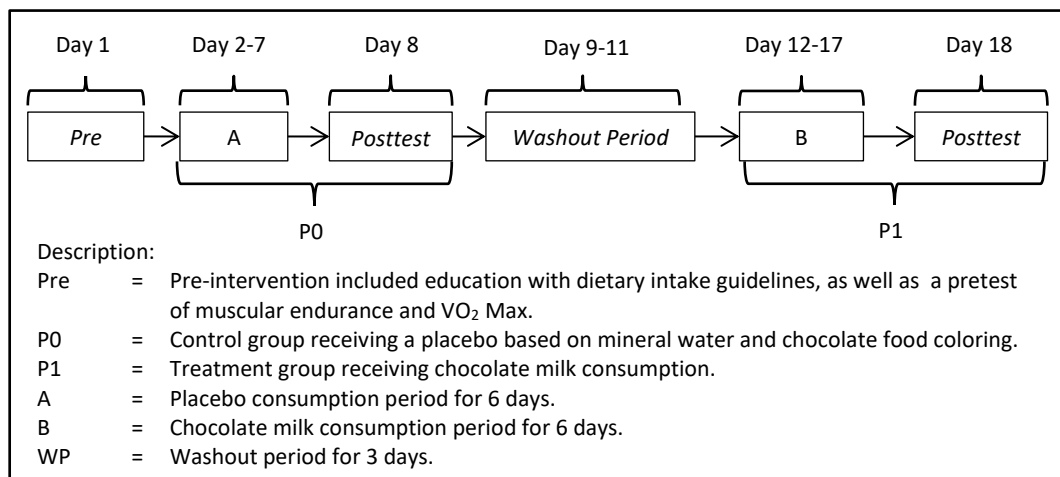 Day 1 Day 2-7 Day 8 Day 9-11 Day 12-17 Day 18
Pre A Posttest Washout Period B Posttest
P0 P1
Description:
Pre = Pre-intervention included education with dietary intake guidelines, as well as a pretest
of muscular endurance and VO₂ Max.
P0 = Control group receiving a placebo based on mineral water and chocolate food coloring.
P1 = Treatment group receiving chocolate milk consumption.
A = Placebo consumption period for 6 days.
B = Chocolate milk consumption period for 6 days.
WP = Washout period for 3 days.